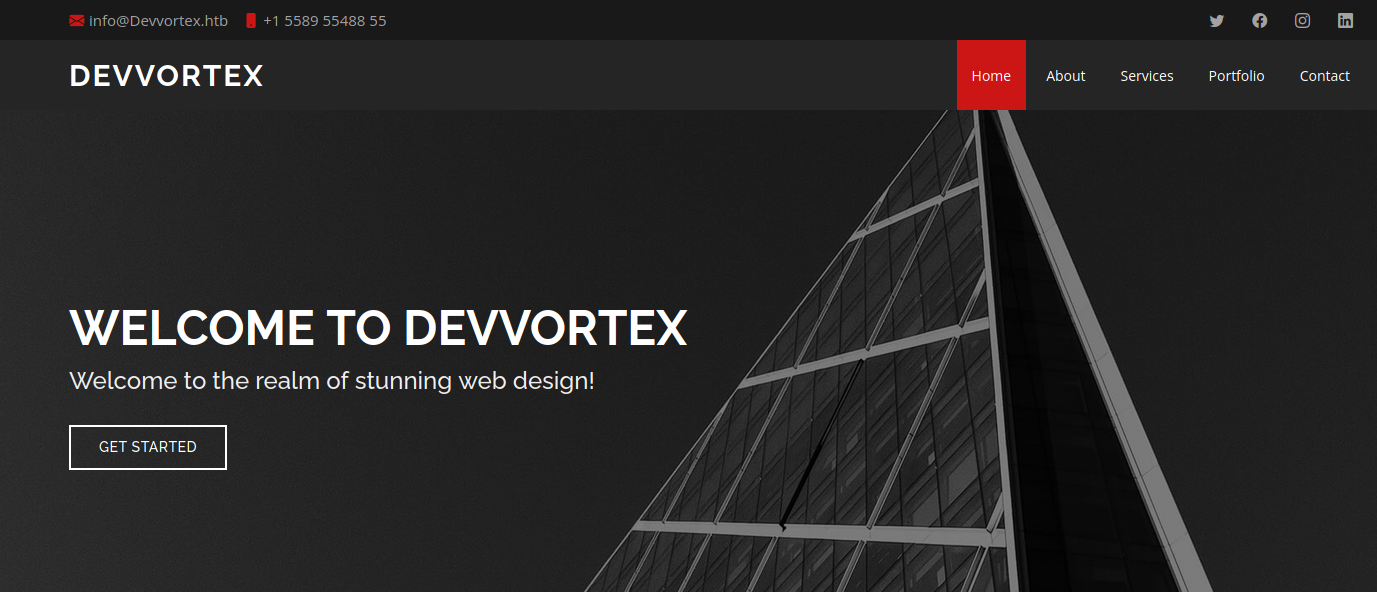 info@Devvortex.htb +1 5589 55488 55
DEVVORTEX Home About Services Portfolio Contact
WELCOME TO DEVVORTEX
Welcome to the realm of stunning web design!
GET STARTED